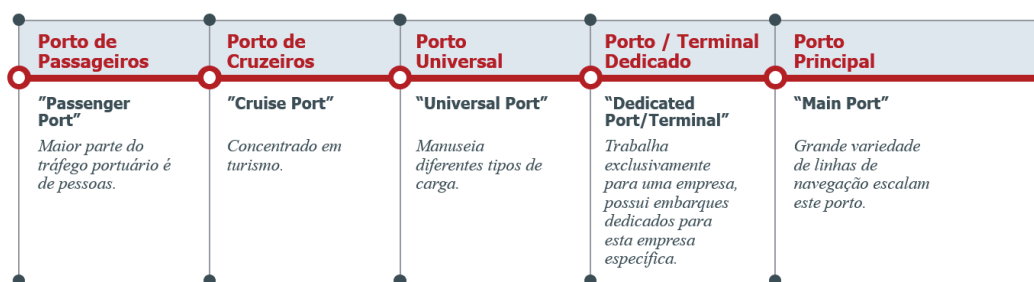 Porto de
Passageiros
"Passenger
Port"
Maior parte do
tráfego portuário é
de pessoas.
Porto de
Cruzeiros
"Cruise Port"
Concentrado em
turismo.
Porto
Universal
“Universal Port”
Manuseia
diferentes tipos de
carga.
Porto / Terminal
Dedicado
“Dedicated
Port/Terminal”
Trabalha
exclusivamente
para uma empresa,
possui embarques
dedicados para
esta empresa
específica.
Porto
Principal
“Main Port”
Grande variedade
de linhas de
navegação escalam
este porto.